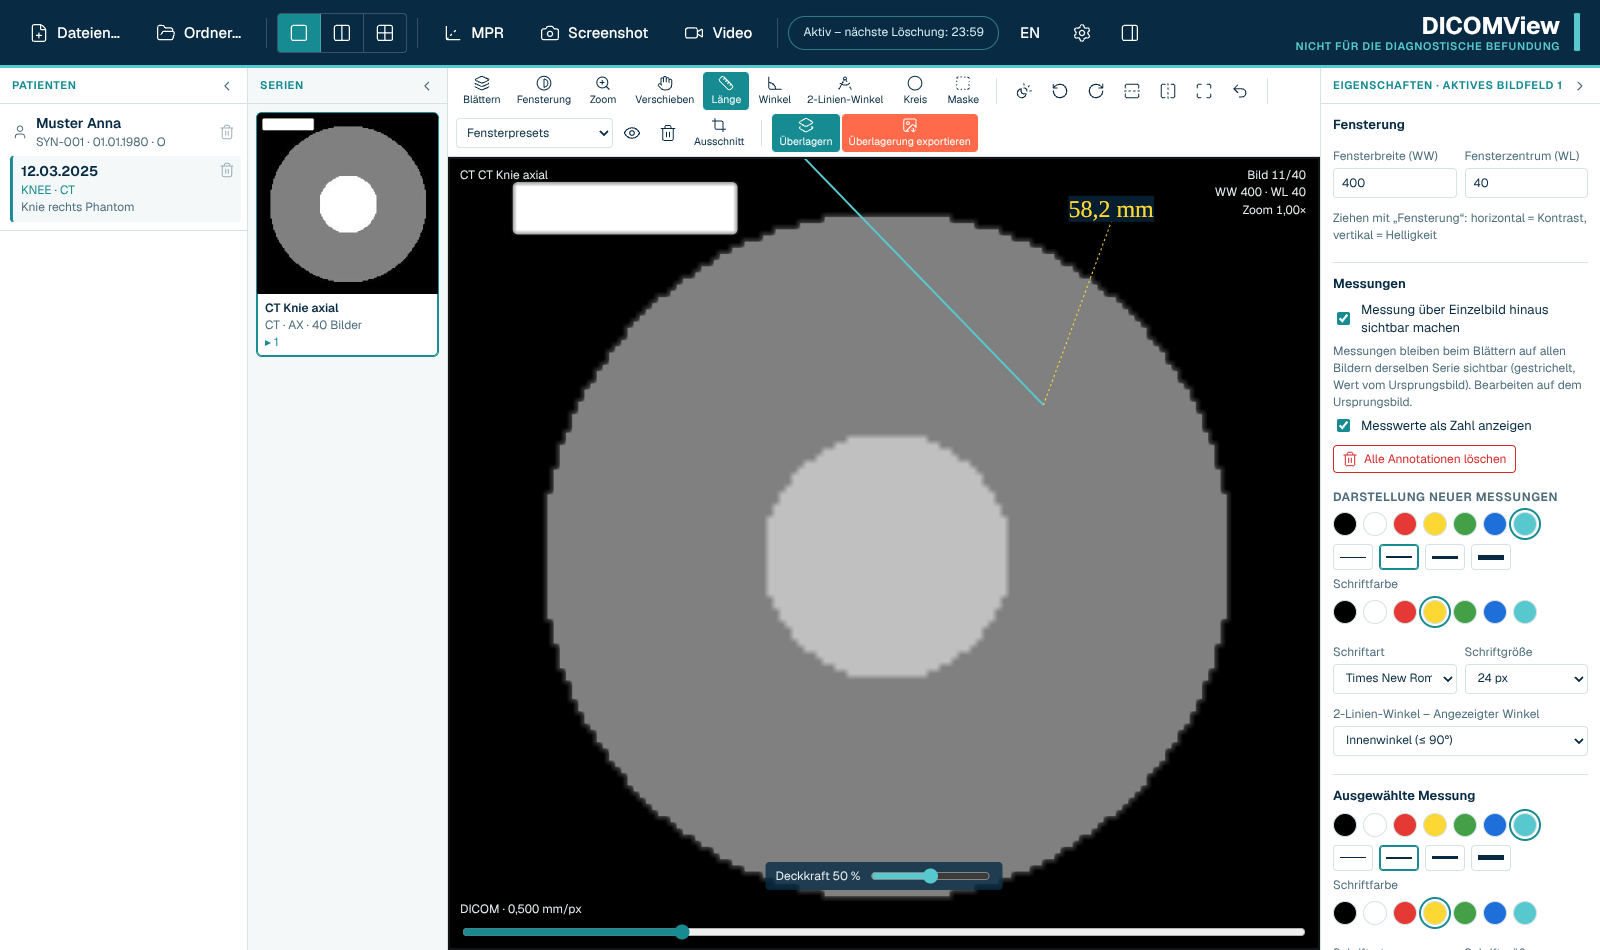 Dateien...
Ordner...
MPR
Screenshot
Video
Aktiv – nächste Löschung: 23:59
EN
DICOMView
NICHT FÜR DIE DIAGNOSTISCHE BEFUNDUNG
PATIENTEN
Muster Anna
SYN-001 · 01.01.1980 · O
12.03.2025
KNEE · CT
Knie rechts Phantom
SERIEN
CT Knie axial
CT · AX · 40 Bilder
▸ 1
Blättern
Fensterung
Zoom
Verschieben
Länge
Winkel
2-Linien-Winkel
Kreis
Maske
Fensterpresets
Ausschnitt
Überlagern
Überlagerung exportieren
CT CT Knie axial
Bild 11/40
WW 400 · WL 40
Zoom 1,00×
58,2 mm
Deckkraft 50 %
DICOM · 0,500 mm/px
EIGENSCHAFTEN · AKTIVES BILDFELD 1
Fensterung
Fensterbreite (WW)
Fensterzentrum (WL)
400
40
Ziehen mit „Fensterung“: horizontal = Kontrast,
vertikal = Helligkeit
Messungen
Messung über Einzelbild hinaus
sichtbar machen
Messungen bleiben beim Blättern auf allen
Bildern derselben Serie sichtbar (gestrichelt,
Wert vom Ursprungsbild). Bearbeiten auf dem
Ursprungsbild.
Messwerte als Zahl anzeigen
Alle Annotationen löschen
DARSTELLUNG NEUER MESSUNGEN
Schriftfarbe
Schriftart
Schriftgröße
Times New Rom
24 px
2-Linien-Winkel – Angezeigter Winkel
Innenwinkel (≤ 90°)
Ausgewählte Messung
Schriftfarbe